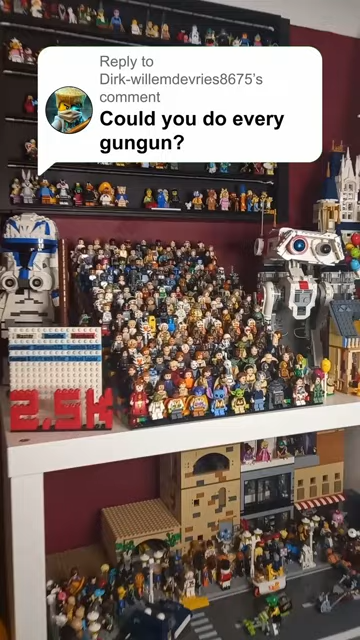 Reply to
Dirk-willemdevries8675's
comment
Could you do every
gungun?
2.5K